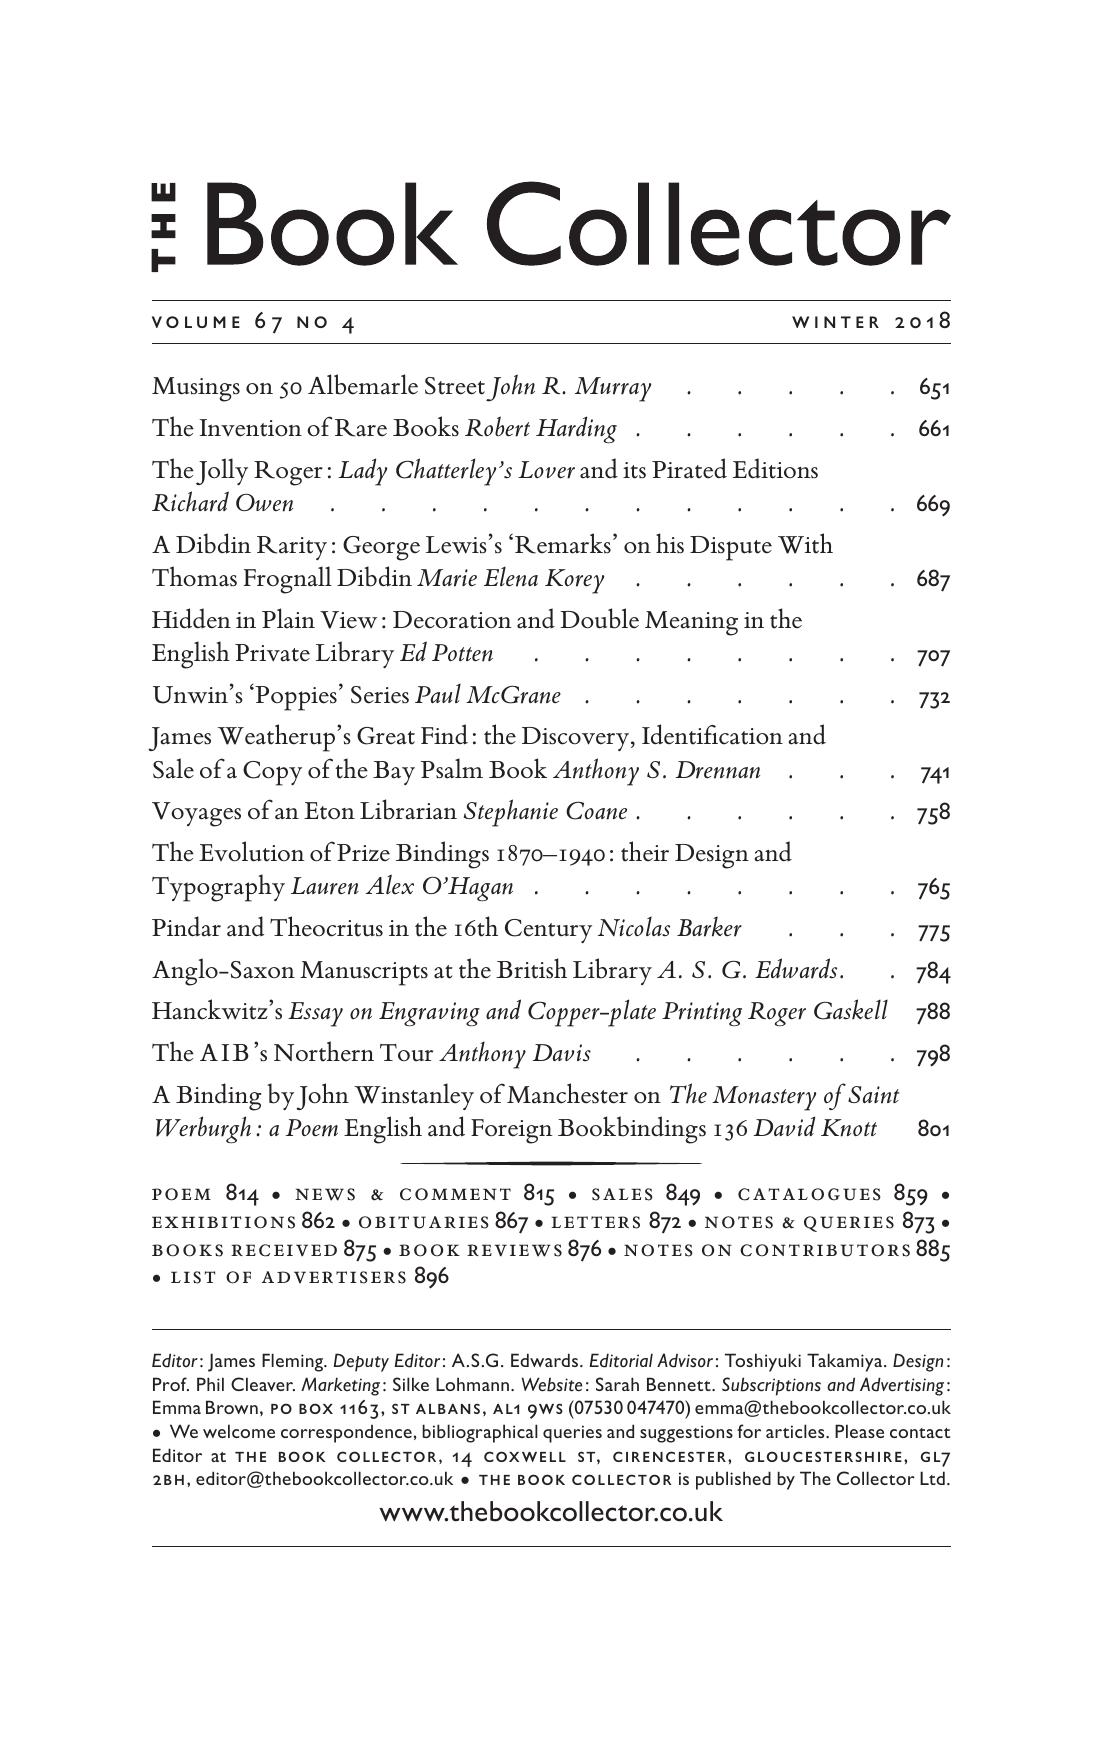 THE Book Collector
VOLUME 67 NO 4 WINTER 2018
Musings on 50 Albemarle Street John R. Murray . . . . . 651
The Invention of Rare Books Robert Harding . . . . . . 661
The Jolly Roger: Lady Chatterley’s Lover and its Pirated Editions
Richard Owen . . . . . . . . . . . . 669
A Dibdin Rarity: George Lewis’s ‘Remarks’ on his Dispute With
Thomas Frognall Dibdin Marie Elena Korey . . . . . . 687
Hidden in Plain View: Decoration and Double Meaning in the
English Private Library Ed Potten . . . . . . . . 707
Unwin’s ‘Poppies’ Series Paul McGrane . . . . . . . 732
James Weatherup’s Great Find: the Discovery, Identification and
Sale of a Copy of the Bay Psalm Book Anthony S. Drennan . . . 741
Voyages of an Eton Librarian Stephanie Coane . . . . . . 758
The Evolution of Prize Bindings 1870–1940: their Design and
Typography Lauren Alex O’Hagan . . . . . . . . 765
Pindar and Theocritus in the 16th Century Nicolas Barker . . . 775
Anglo-Saxon Manuscripts at the British Library A. S. G. Edwards. . 784
Hanckwitz’s Essay on Engraving and Copper-plate Printing Roger Gaskell 788
The AIB’s Northern Tour Anthony Davis . . . . . . 798
A Binding by John Winstanley of Manchester on The Monastery of Saint
Werburgh: a Poem English and Foreign Bookbindings 136 David Knott 801
POEM 814 • NEWS & COMMENT 815 • SALES 849 • CATALOGUES 859 •
EXHIBITIONS 862 • OBITUARIES 867 • LETTERS 872 • NOTES & QUERIES 873 •
BOOKS RECEIVED 875 • BOOK REVIEWS 876 • NOTES ON CONTRIBUTORS 885
• LIST OF ADVERTISERS 896
Editor: James Fleming. Deputy Editor: A.S.G. Edwards. Editorial Advisor: Toshiyuki Takamiya. Design:
Prof. Phil Cleaver. Marketing: Silke Lohmann. Website: Sarah Bennett. Subscriptions and Advertising:
Emma Brown, PO BOX 1163, ST ALBANS, AL1 9WS (07530 047470) emma@thebookcollector.co.uk
• We welcome correspondence, bibliographical queries and suggestions for articles. Please contact
Editor at THE BOOK COLLECTOR, 14 COXWELL ST, CIRENCESTER, GLOUCESTERSHIRE, GL7
2BH, editor@thebookcollector.co.uk • THE BOOK COLLECTOR is published by The Collector Ltd.
www.thebookcollector.co.uk